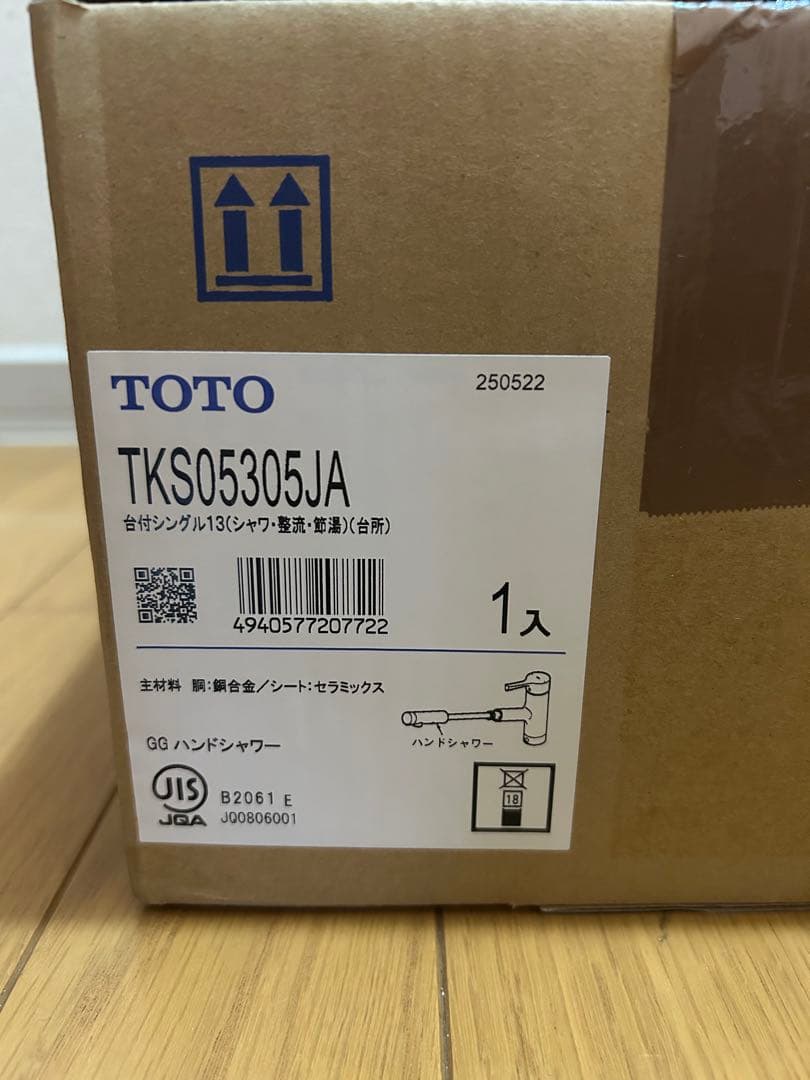 TOTO
250522
TKS05305JA
台付シングル13(シャワ・整流・節湯)(台所)
4940577207722
1入
主材料 胴:銅合金/シート:セラミックス
ハンドシャワー
GG ハンドシャワー
JIS
JQA
B2061 E
JQ0806001
18